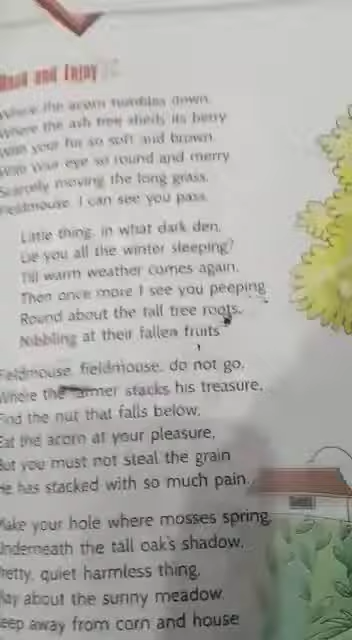 Read and Enjoy
Where the acorn tumbles down,
Where the ash tree sheds its berry
With your fur so soft and brown,
With your eye so round and merry
Scarcely moving the long grass,
Fieldmouse, I can see you pass.
Little thing, in what dark den,
Lie you all the winter sleeping?
Till warm weather comes again,
Then once more I see you peeping
Round about the tall tree roots,
Nibbling at their fallen fruits
Fieldmouse, fieldmouse, do not go,
Where the farmer stacks his treasure,
Find the nut that falls below,
Eat the acorn at your pleasure,
But you must not steal the grain
He has stacked with so much pain.
Make your hole where mosses spring,
Underneath the tall oak's shadow,
Pretty, quiet harmless thing,
Play about the sunny meadow.
Keep away from corn and house